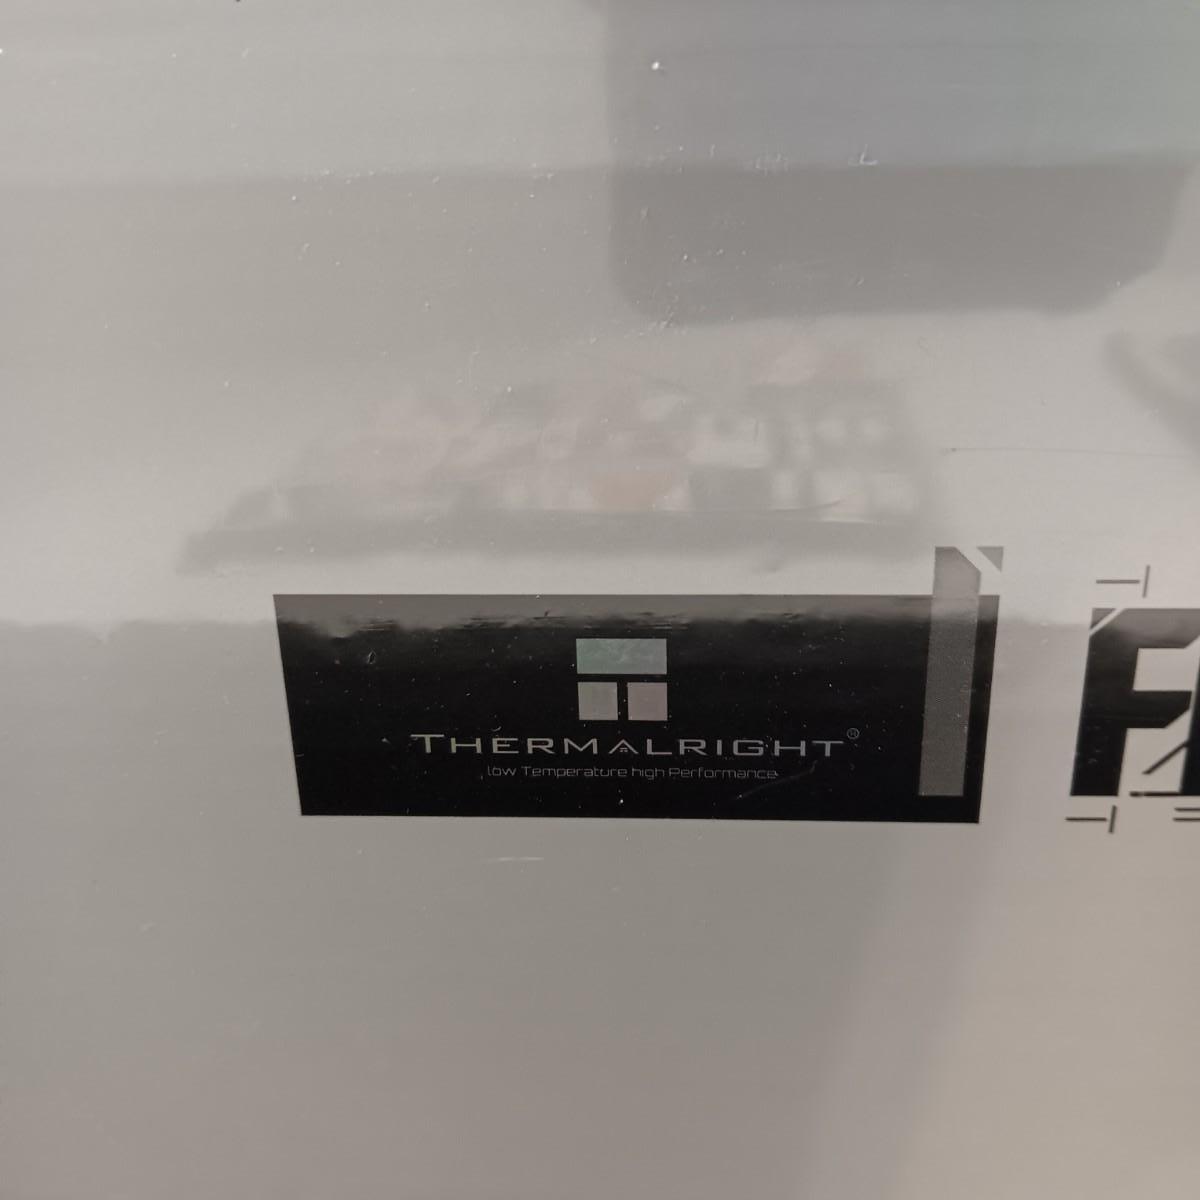 THERMALRIGHT®
low Temperature high Performance
F